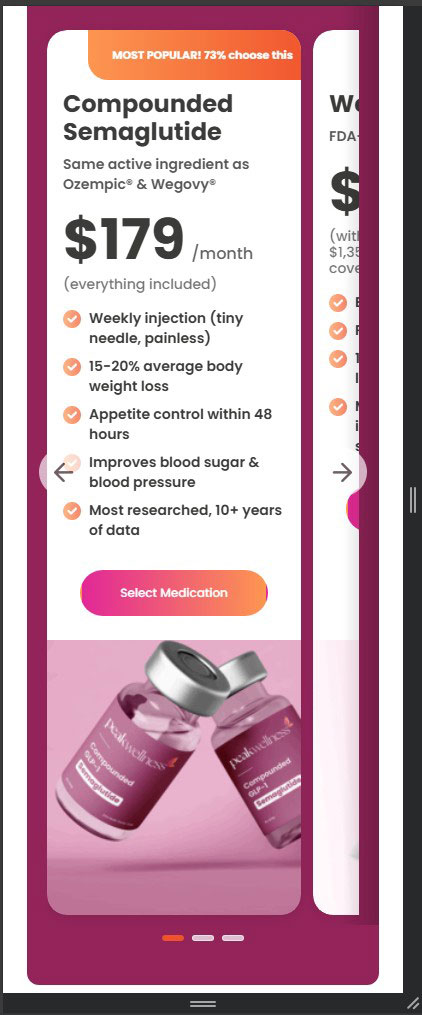 MOST POPULAR! 73% choose this
Compounded
Semaglutide
Same active ingredient as
Ozempic® & Wegovy®
$179 /month
(everything included)
Weekly injection (tiny
needle, painless)
15-20% average body
weight loss
Appetite control within 48
hours
Improves blood sugar &
blood pressure
Most researched, 10+ years
of data
Select Medication
peakwellness
Compounded
GLP-1
Semaglutide
peakwellness
Compounded
GLP-1
Semaglutide
FDA-
$
$1,35